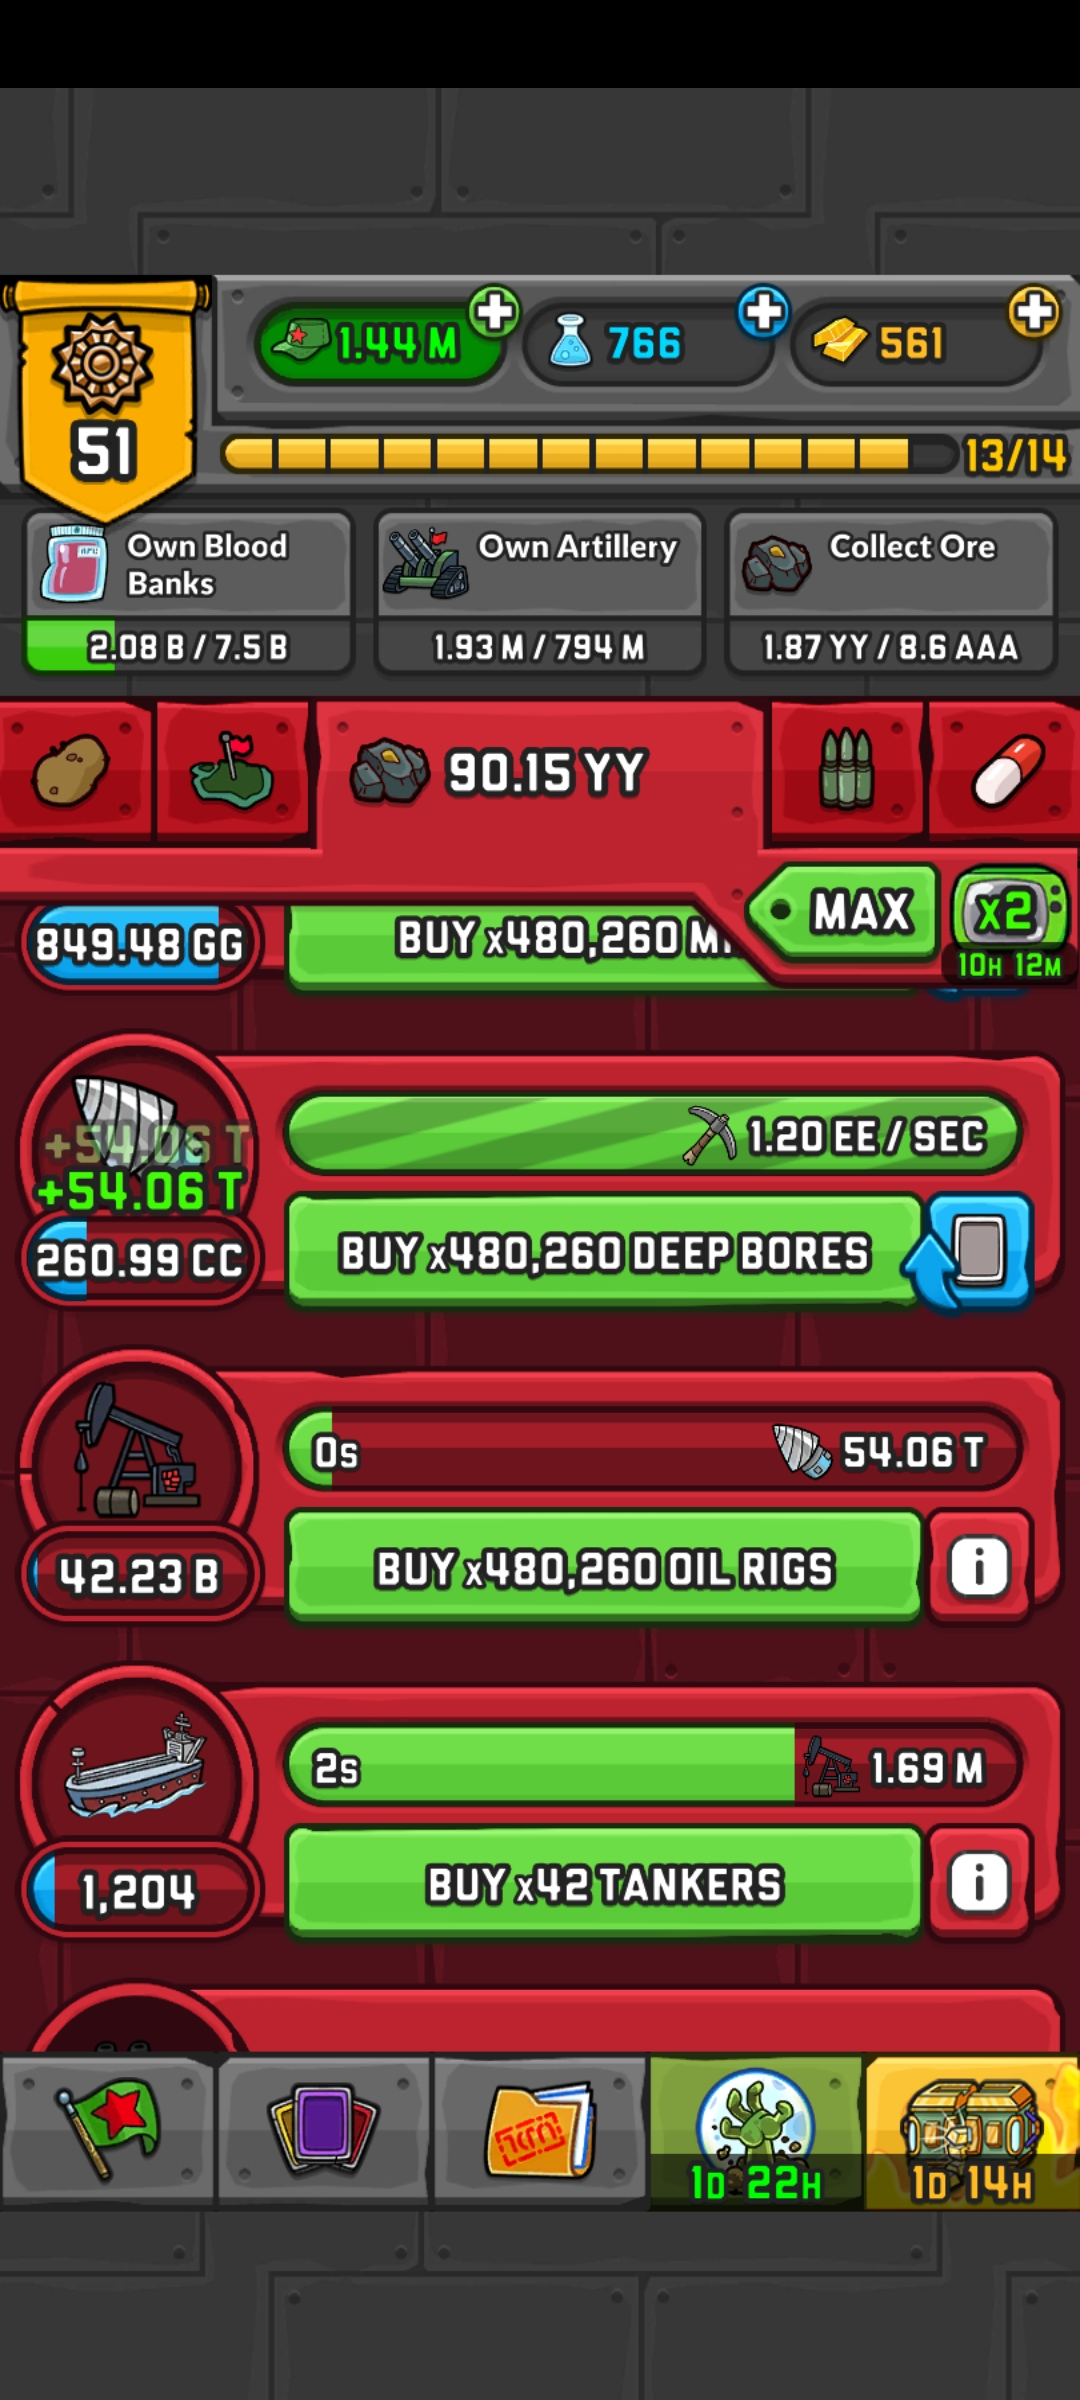 1.44 M
766
561
51
13/14
Own Blood
Banks
Own Artillery
Collect Ore
2.08 B / 7.5 B
1.93 M / 794 M
1.87 YY / 8.6 AAA
90.15 YY
MAX
x2
10H 12M
849.48 GG
BUY x480,260
+54.06 T
+54.06 T
1.20 EE / SEC
260.99 CC
BUY x480,260 DEEP BORES
0s
54.06 T
42.23 B
BUY x480,260 OIL RIGS
2s
1.69 M
1,204
BUY x42 TANKERS
1D 22H
1D 14H